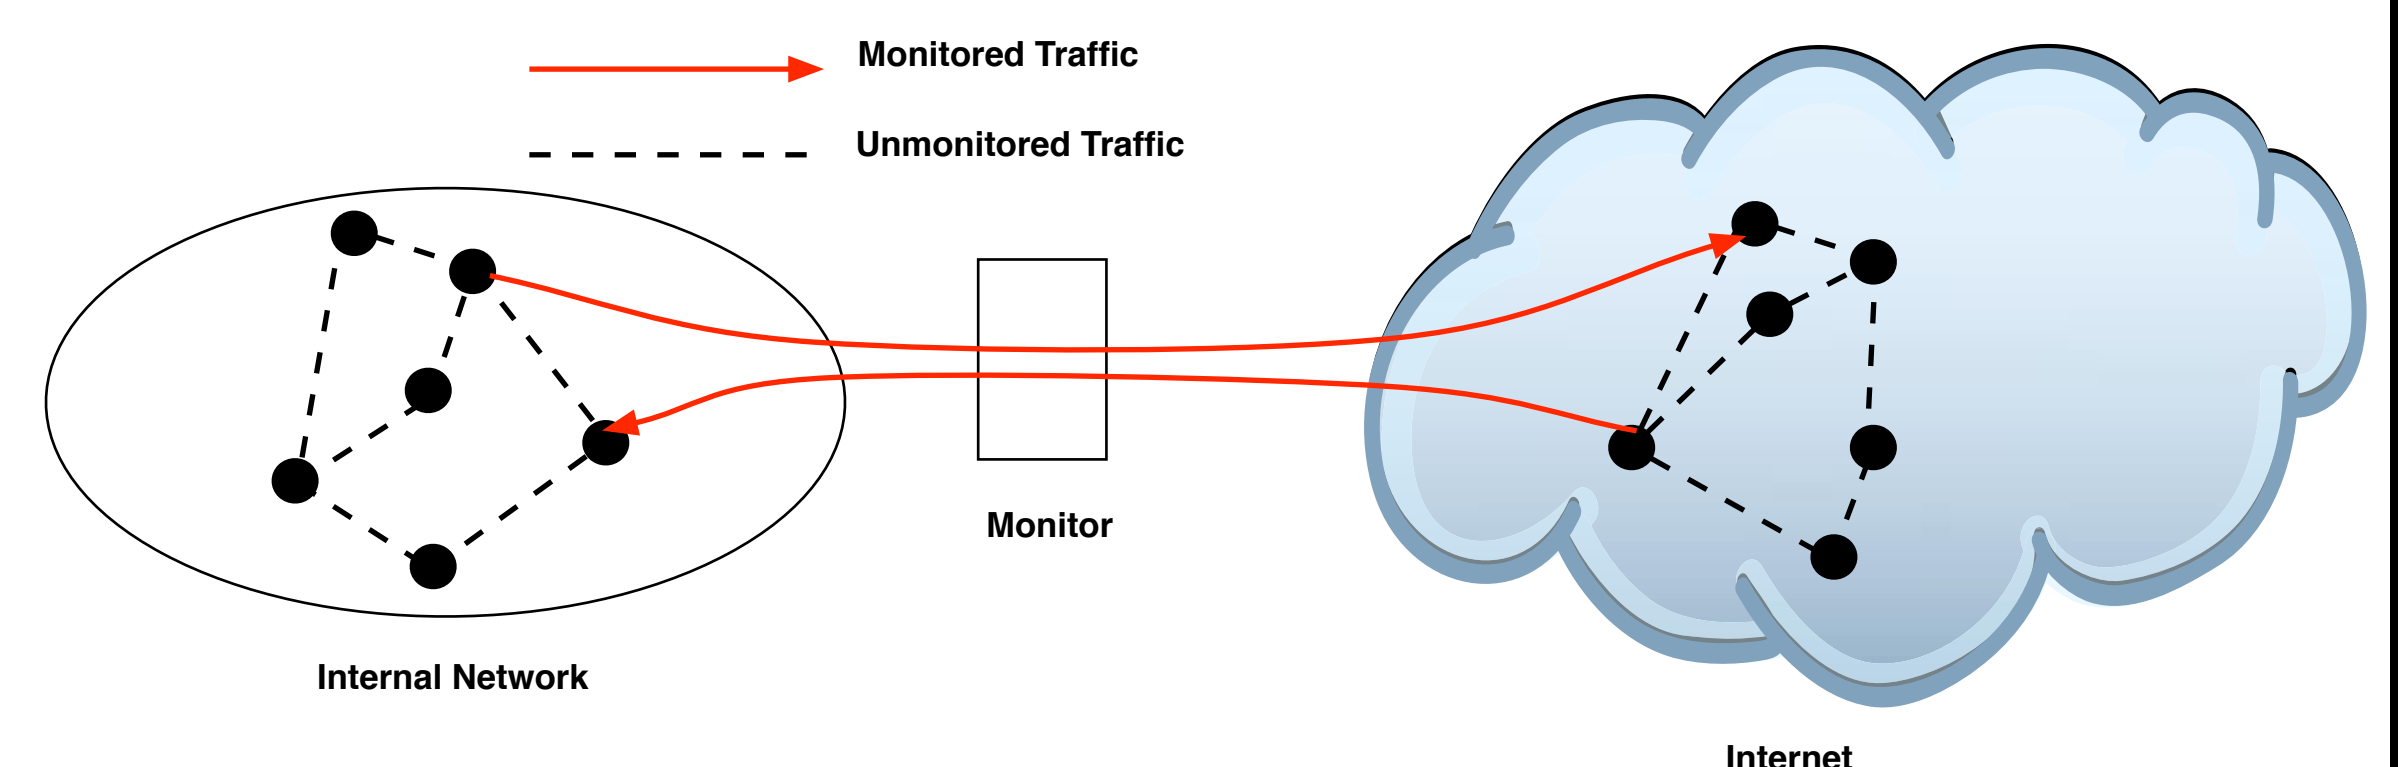 Monitored Traffic
Unmonitored Traffic
Monitor
Internal Network
Internet